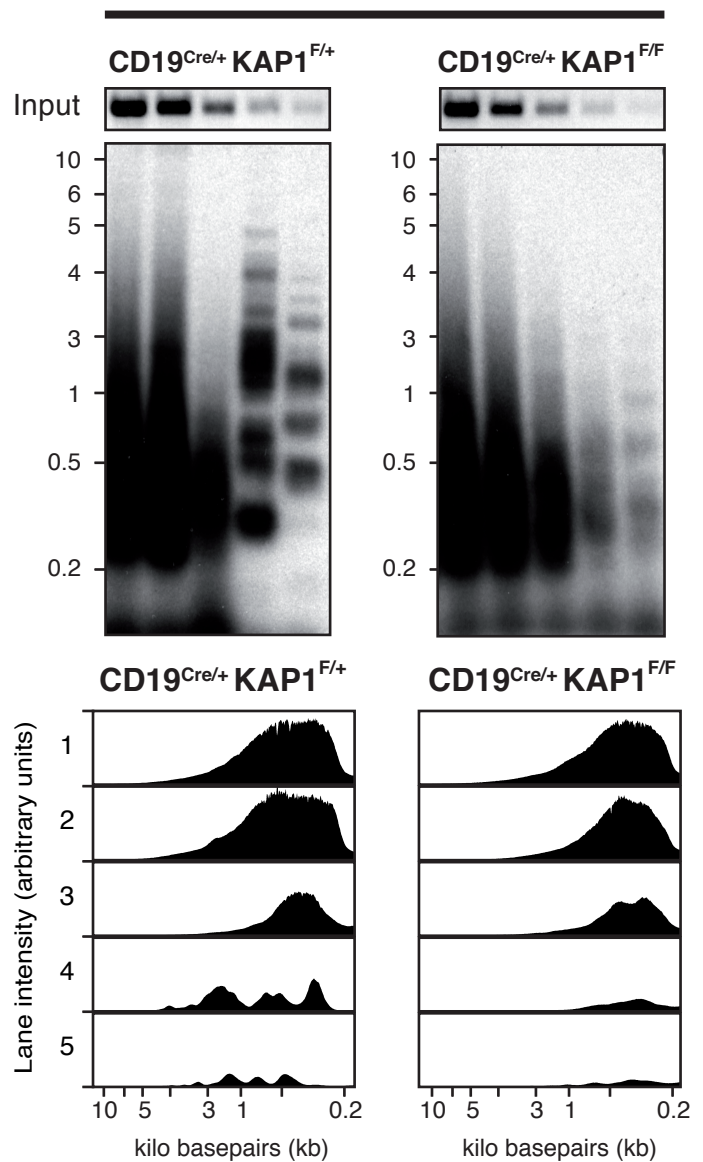 CD19Cre/+ KAP1F/+ CD19Cre/+ KAP1F/F
Input
10 10
6 6
5 5
4 4
3 3
1 1
0.5 0.5
0.2 0.2
CD19Cre/+ KAP1F/+ CD19Cre/+ KAP1F/F
Lane intensity (arbitrary units)
1
2
3
4
5
10 5 3 1 0.2 10 5 3 1 0.2
kilo basepairs (kb) kilo basepairs (kb)